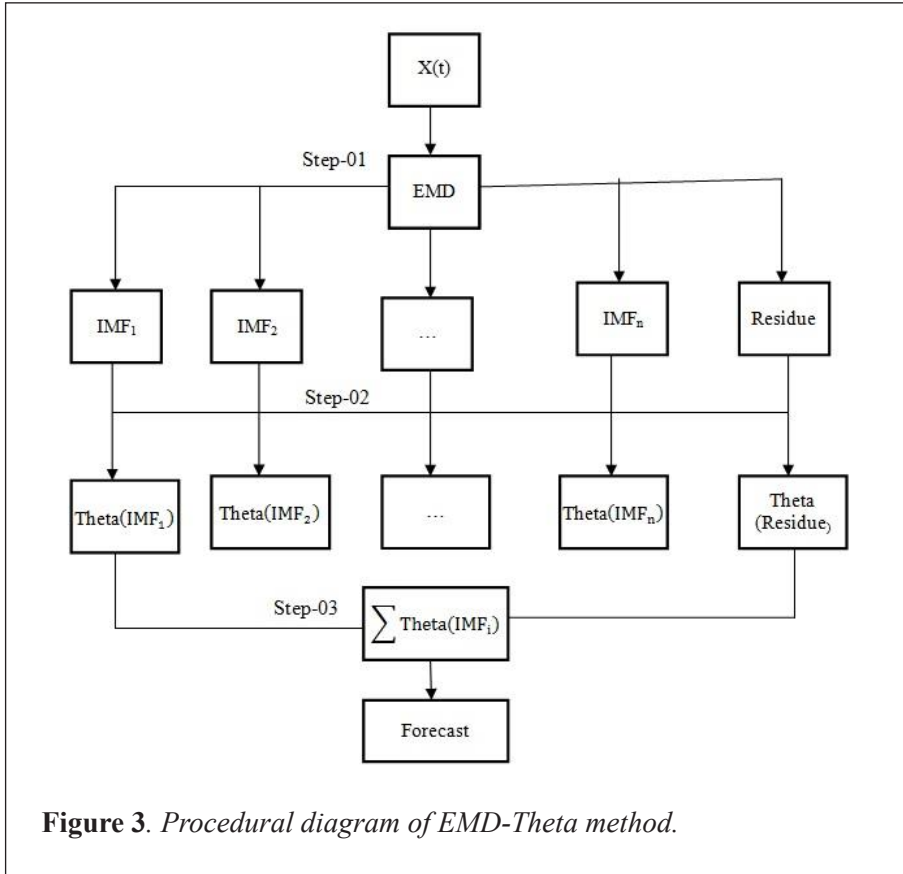 X(t)
Step-01
EMD
IMF₁
IMF₂
...
IMFₙ
Residue
Step-02
Theta(IMF₁)
Theta(IMF₂)
...
Theta(IMFₙ)
Theta
(Residue)
Step-03
∑ Theta(IMFᵢ)
Forecast
Figure 3. Procedural diagram of EMD-Theta method.